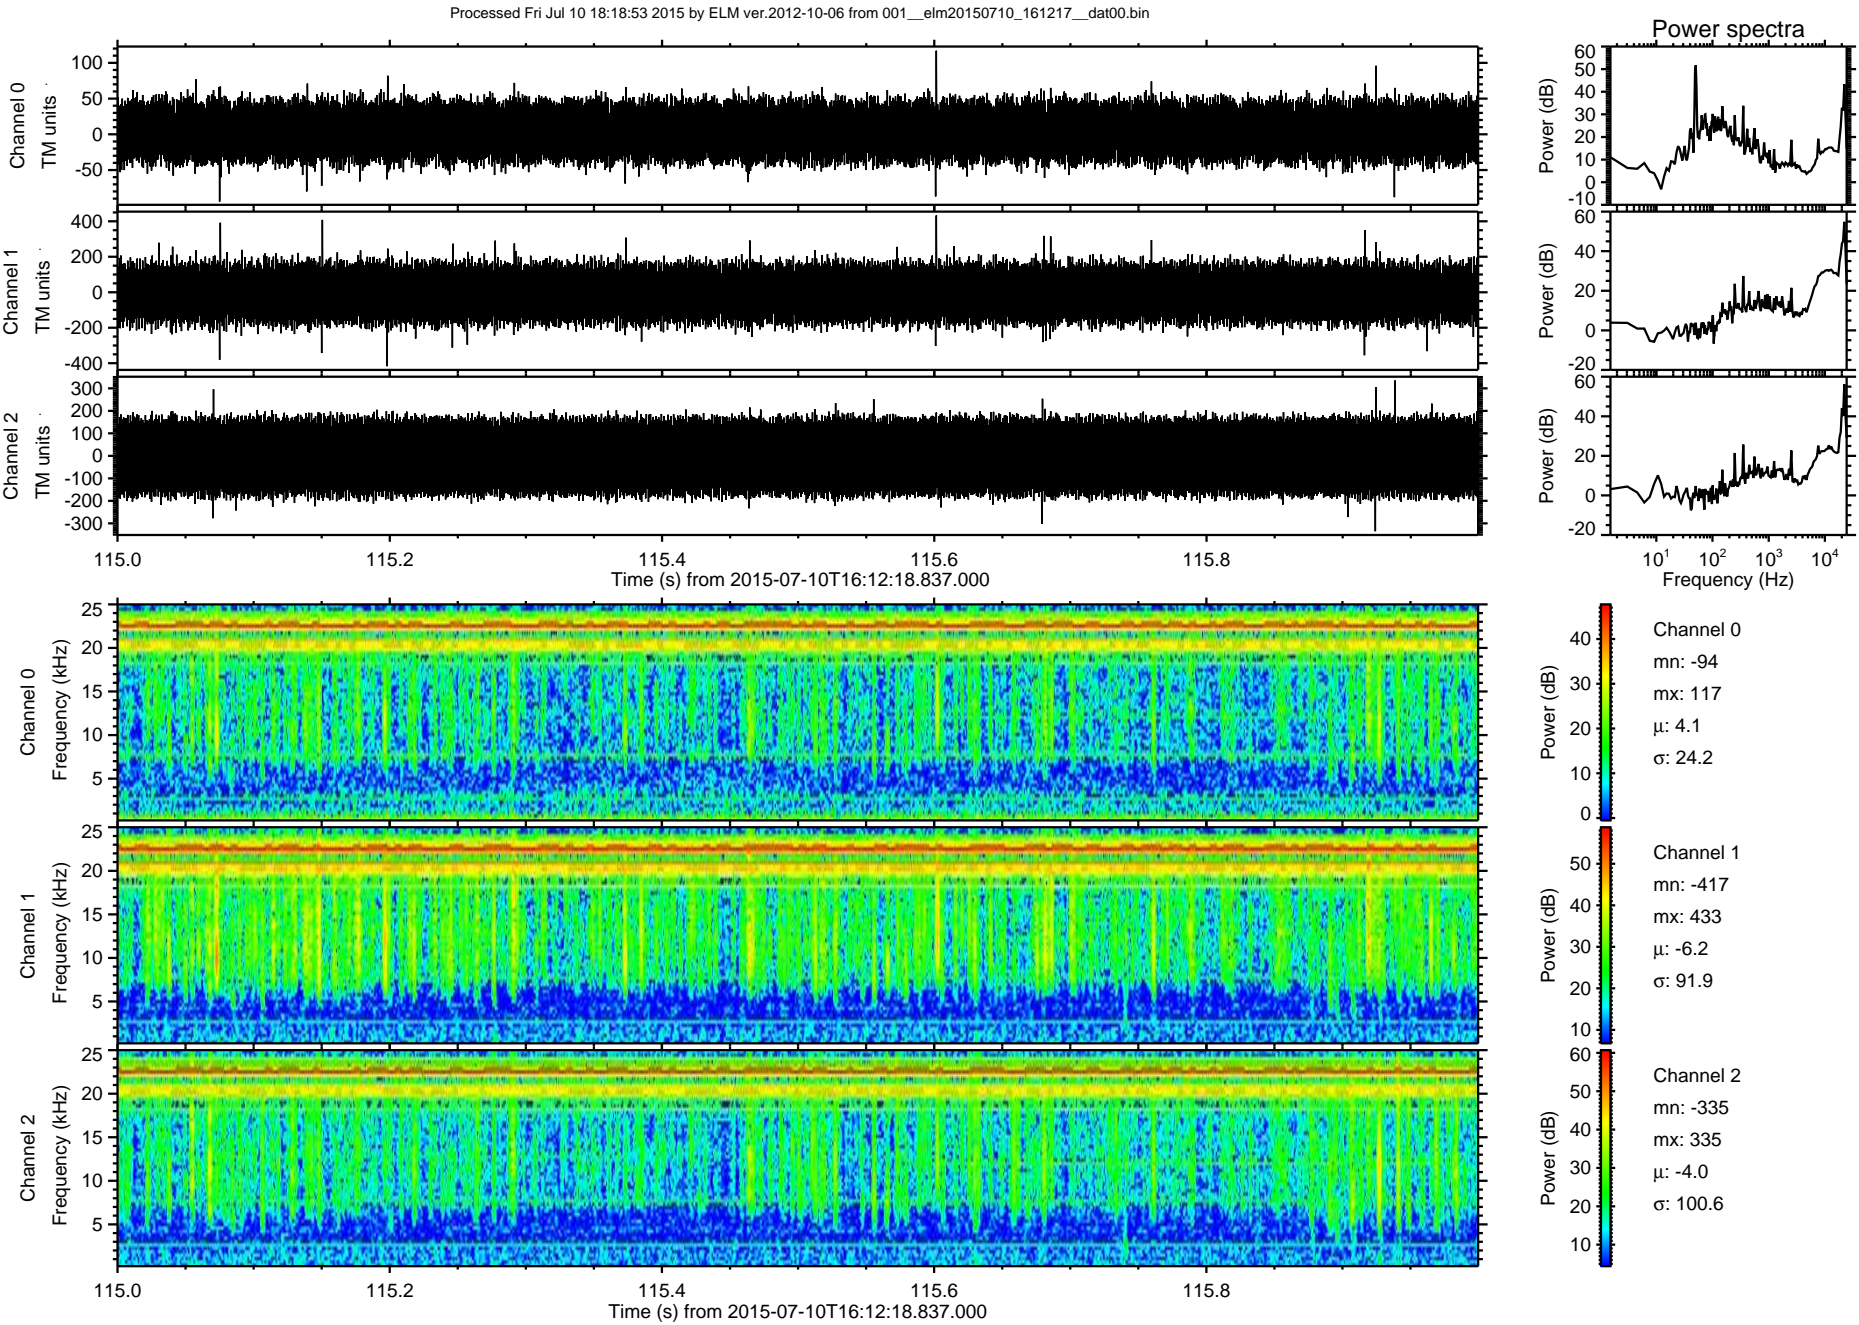 Processed Fri Jul 10 18:18:53 2015 by ELM ver.2012-10-06 from 001__elm20150710_161217__dat00.bin
Power spectra
Channel 0
TM units
100
50
0
-50
Power (dB)
60
50
40
30
20
10
0
-10
Channel 1
TM units
400
200
0
-200
-400
Power (dB)
60
40
20
0
-20
Channel 2
TM units
300
200
100
0
-100
-200
-300
Power (dB)
60
40
20
0
-20
115.0 115.2 115.4 115.6 115.8
Time (s) from 2015-07-10T16:12:18.837.000
10^1 10^2 10^3 10^4
Frequency (Hz)
Channel 0
Frequency (kHz)
25
20
15
10
5
Power (dB)
40
30
20
10
0
Channel 0
mn: -94
mx: 117
μ: 4.1
σ: 24.2
Channel 1
Frequency (kHz)
25
20
15
10
5
Power (dB)
50
40
30
20
10
Channel 1
mn: -417
mx: 433
μ: -6.2
σ: 91.9
Channel 2
Frequency (kHz)
25
20
15
10
5
Power (dB)
60
50
40
30
20
10
Channel 2
mn: -335
mx: 335
μ: -4.0
σ: 100.6
115.0 115.2 115.4 115.6 115.8
Time (s) from 2015-07-10T16:12:18.837.000